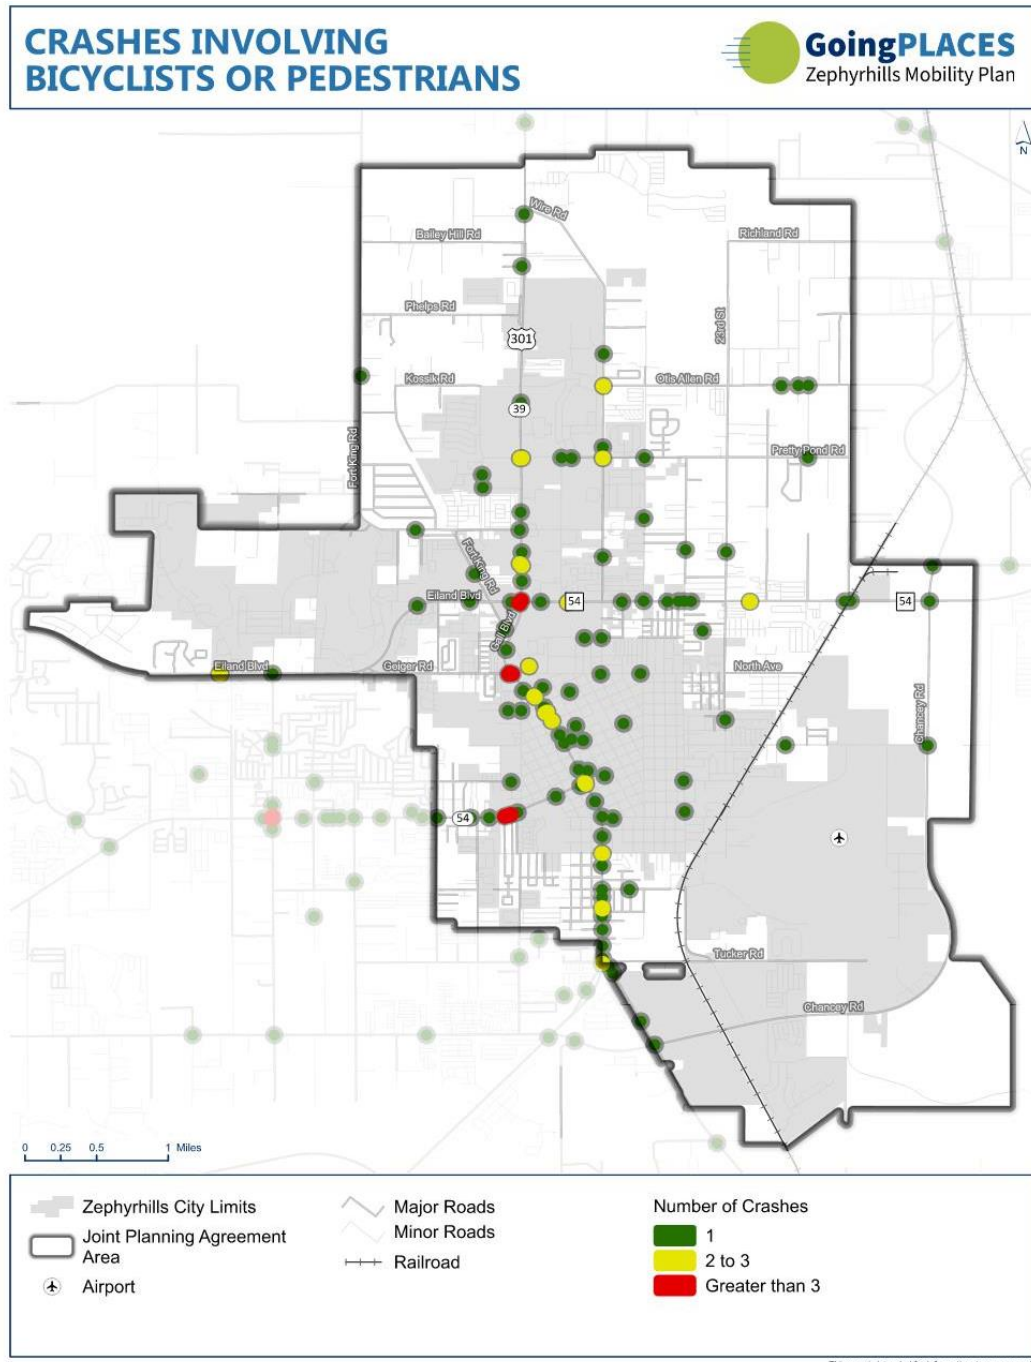 CRASHES INVOLVING
BICYCLISTS OR PEDESTRIANS
GoingPLACES
Zephyrhills Mobility Plan
N
Wire Rd
Bailey Hill Rd
Richland Rd
Phelps Rd
23rd St
301
Kossik Rd
Otis Allen Rd
39
Fort King Rd
Pretty Pond Rd
Fort King Rd
Eiland Blvd
54
54
Gall Blvd
Eiland Blvd
Geiger Rd
North Ave
Chancey Rd
54
Tucker Rd
Chancey Rd
0 0.25 0.5 1 Miles
Zephyrhills City Limits
Joint Planning Agreement
Area
Airport
Major Roads
Minor Roads
Railroad
Number of Crashes
1
2 to 3
Greater than 3